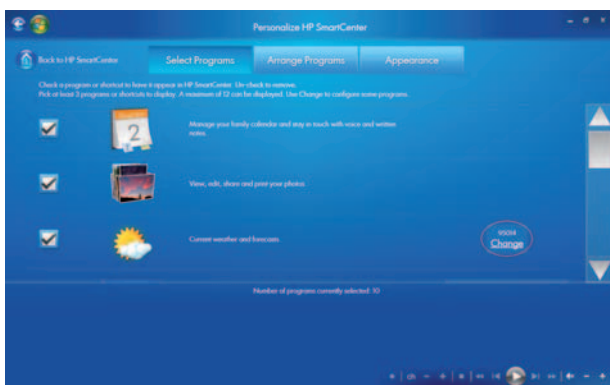 Personalize HP SmartCenter
Back to HP SmartCenter
Select Programs
Arrange Programs
Appearance
Check a program or shortcut to leave it appear in HP SmartCenter. Un-check to remove.
Pick at least 3 programs or shortcuts to display. A maximum of 12 can be displayed. Use Change to configure some programs.
2
Manage your family calendar and stay in touch with voice and written
notes.
View, edit, share and print your photos.
Current weather and forecasts.
95014
Change
Number of programs currently selected: 10
ch